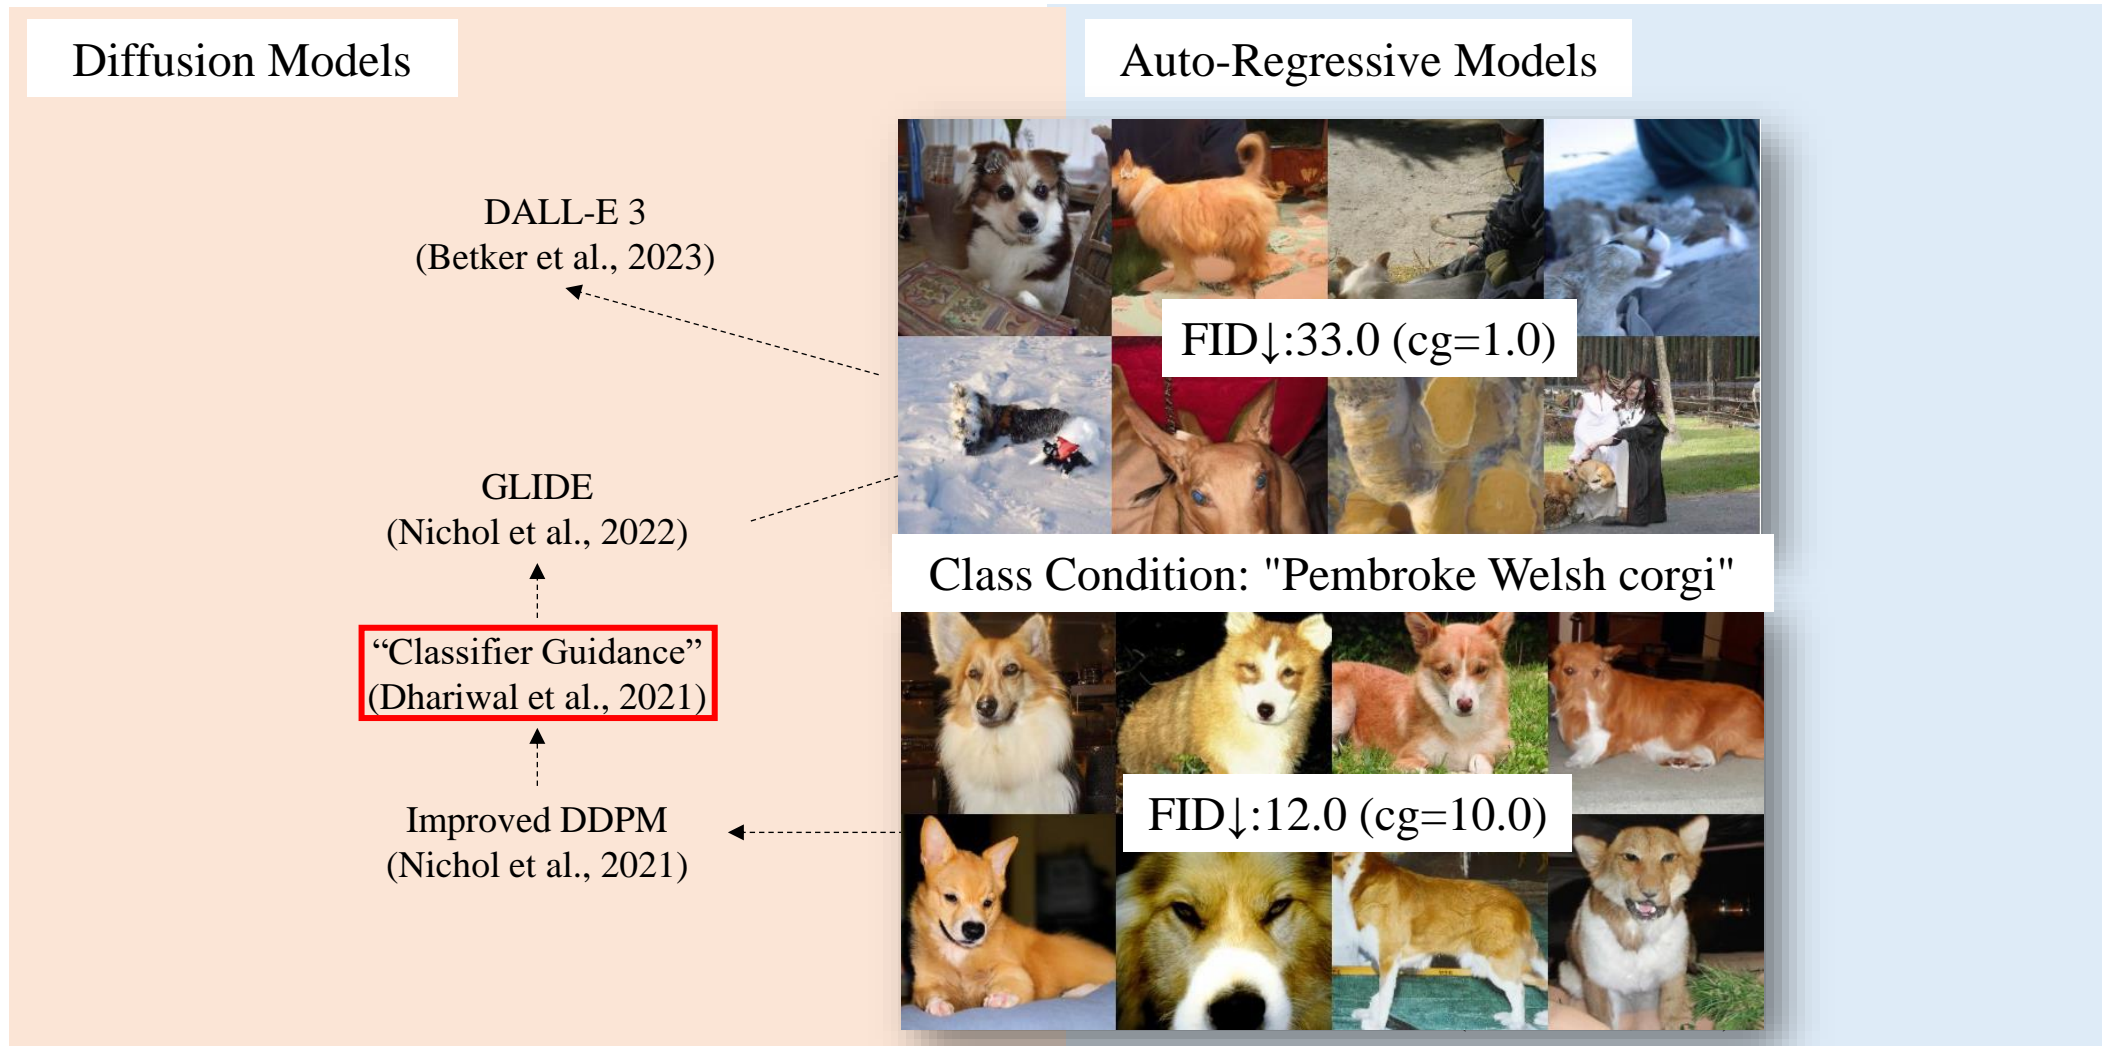 Diffusion Models
Auto-Regressive Models
DALL-E 3
(Betker et al., 2023)
FID↓:33.0 (cg=1.0)
GLIDE
(Nichol et al., 2022)
Class Condition: "Pembroke Welsh corgi"
“Classifier Guidance”
(Dhariwal et al., 2021)
Improved DDPM
(Nichol et al., 2021)
FID↓:12.0 (cg=10.0)